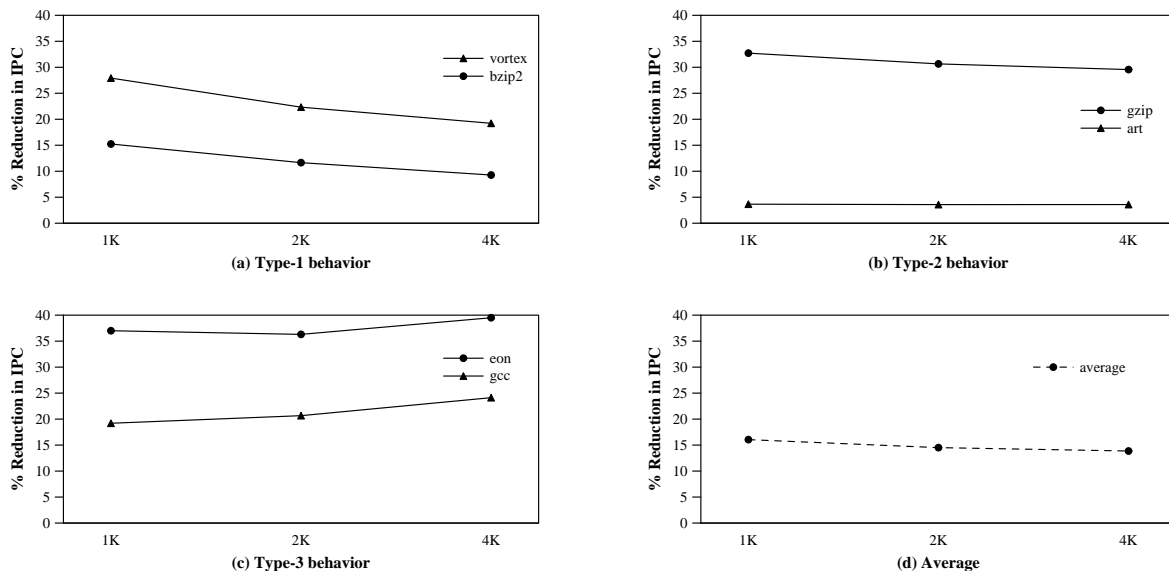 % Reduction in IPC
40
35
30
25
20
15
10
5
0
vortex
bzip2
1K 2K 4K
(a) Type-1 behavior
% Reduction in IPC
40
35
30
25
20
15
10
5
0
gzip
art
1K 2K 4K
(b) Type-2 behavior
% Reduction in IPC
40
35
30
25
20
15
10
5
0
eon
gcc
1K 2K 4K
(c) Type-3 behavior
% Reduction in IPC
40
35
30
25
20
15
10
5
0
average
1K 2K 4K
(d) Average